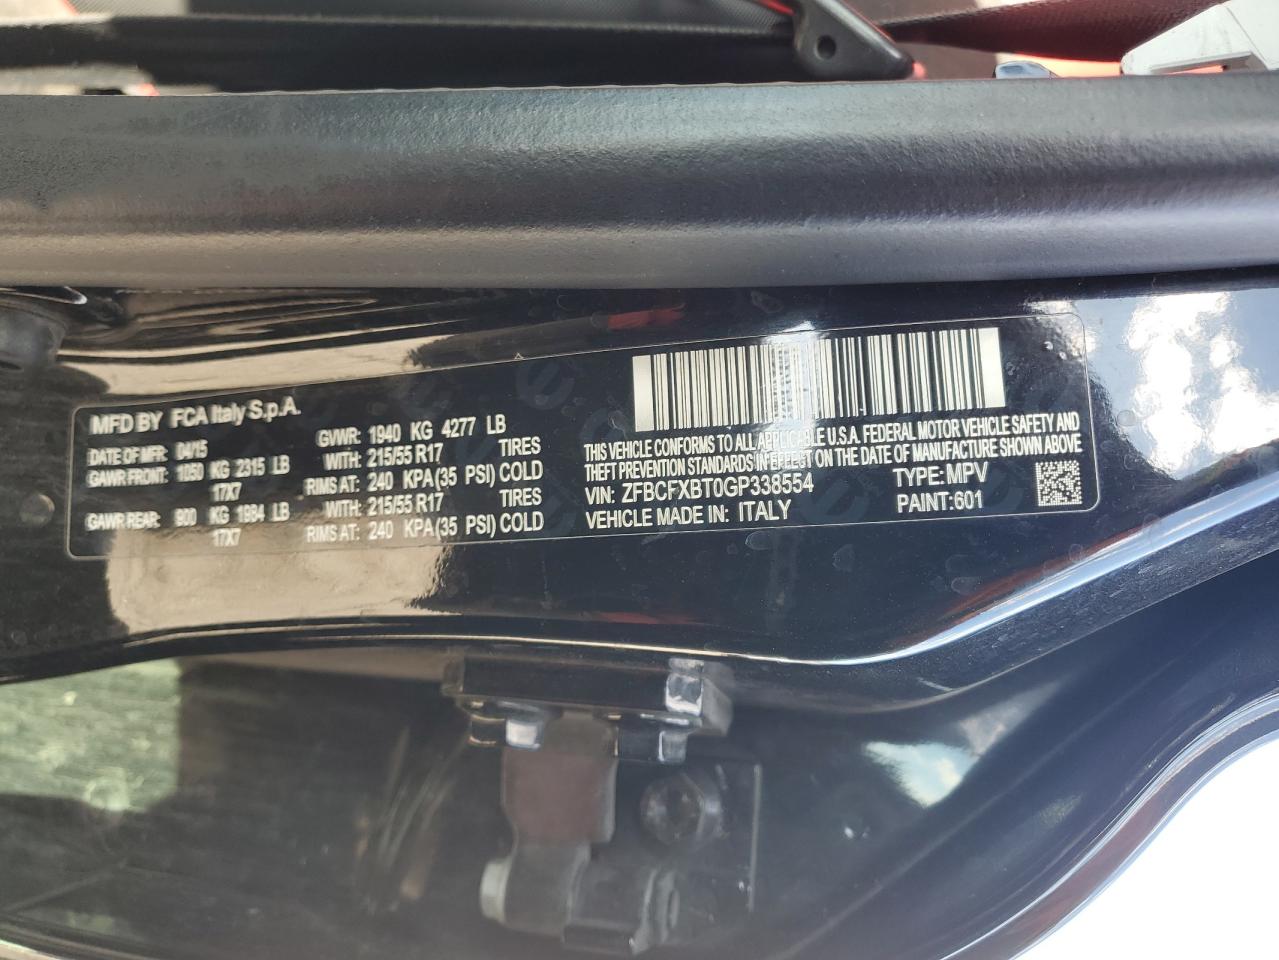 MFD BY FCA Italy S.p.A.
DATE OF MFR: 04/15 GVWR: 1940 KG 4277 LB
GAWR FRONT: 1050 KG 2315 LB WITH: 215/55 R17 TIRES
17X7 RIMS AT: 240 KPA(35 PSI) COLD
GAWR REAR: 900 KG 1984 LB WITH: 215/55 R17 TIRES
17X7 RIMS AT: 240 KPA(35 PSI) COLD
THIS VEHICLE CONFORMS TO ALL APPLICABLE U.S.A. FEDERAL MOTOR VEHICLE SAFETY AND
THEFT PREVENTION STANDARDS IN EFFECT ON THE DATE OF MANUFACTURE SHOWN ABOVE
VIN: ZFBCFXBT0GP338554 TYPE: MPV
VEHICLE MADE IN: ITALY PAINT:601